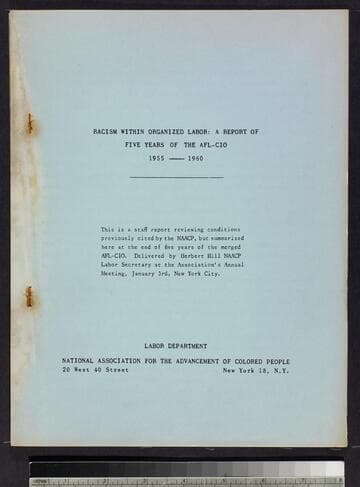 RACISM WITHIN ORGANIZED LABOR: A REPORT OF
FIVE YEARS OF THE AFL-CIO
1955 — 1960
This is a staff report reviewing conditions
previously cited by the NAACP, but summarized
here at the end of five years of the merged
AFL-CIO. Delivered by Herbert Hill NAACP
Labor Secretary at the Association's Annual
Meeting, January 3rd, New York City.
LABOR DEPARTMENT
NATIONAL ASSOCIATION FOR THE ADVANCEMENT OF COLORED PEOPLE
20 West 40 Street New York 18, N.Y.